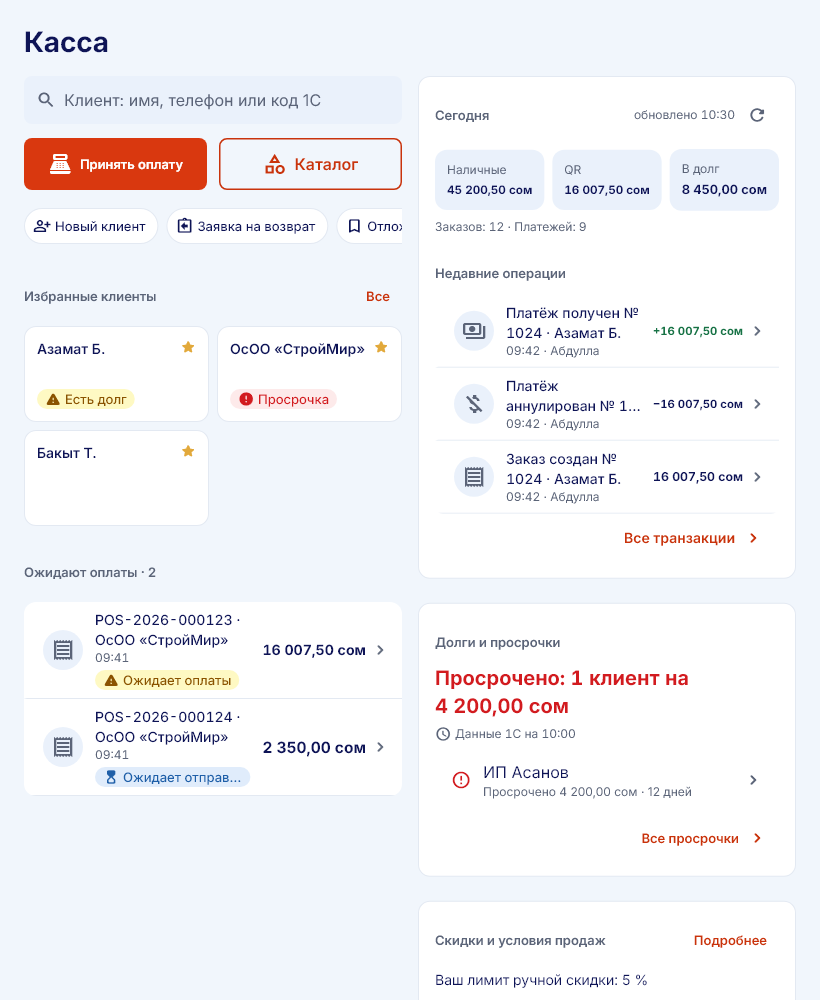 Касса
Клиент: имя, телефон или код 1С
Принять оплату
Каталог
Новый клиент
Заявка на возврат
Избранные клиенты
Все
Азамат Б.
Есть долг
ОсОО «СтройМир»
Просрочка
Бакыт Т.
Ожидают оплаты · 2
POS-2026-000123 ·
ОсОО «СтройМир»
09:41
Ожидает оплаты
16 007,50 сом
POS-2026-000124 ·
ОсОО «СтройМир»
09:41
Ожидает отправ...
2 350,00 сом
Сегодня
обновлено 10:30
Наличные
45 200,50 сом
QR
16 007,50 сом
В долг
8 450,00 сом
Заказов: 12 · Платежей: 9
Недавние операции
Платёж получен №
1024 · Азамат Б.
09:42 · Абдулла
+16 007,50 сом
Платёж
аннулирован № 1...
09:42 · Абдулла
−16 007,50 сом
Заказ создан №
1024 · Азамат Б.
09:42 · Абдулла
16 007,50 сом
Все транзакции
Долги и просрочки
Просрочено: 1 клиент на
4 200,00 сом
Данные 1С на 10:00
ИП Асанов
Просрочено 4 200,00 сом · 12 дней
Все просрочки
Скидки и условия продаж
Подробнее
Ваш лимит ручной скидки: 5 %